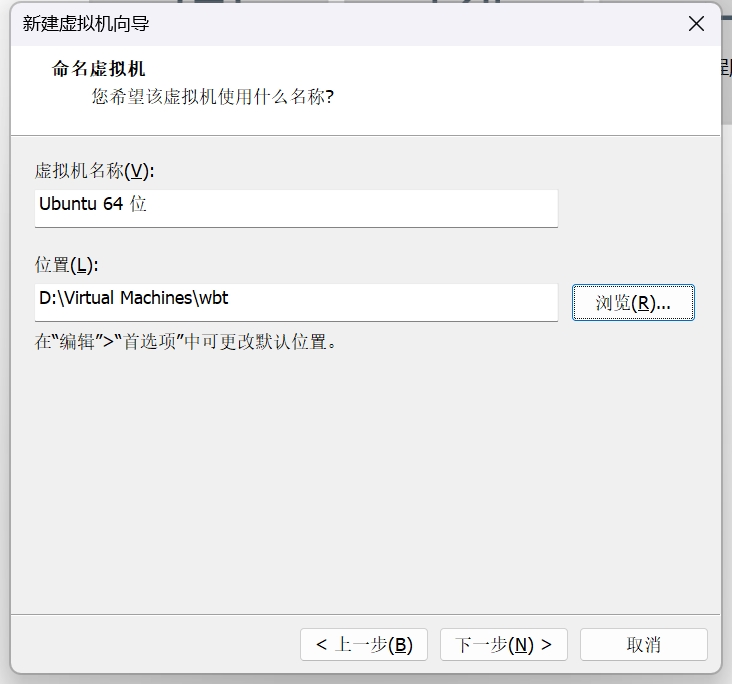 新建虚拟机向导
命名虚拟机
您希望该虚拟机使用什么名称?
虚拟机名称(V):
Ubuntu 64 位
位置(L):
D:\Virtual Machines\wbt
浏览(R)...
在“编辑”>“首选项”中可更改默认位置。
< 上一步(B)
下一步(N) >
取消